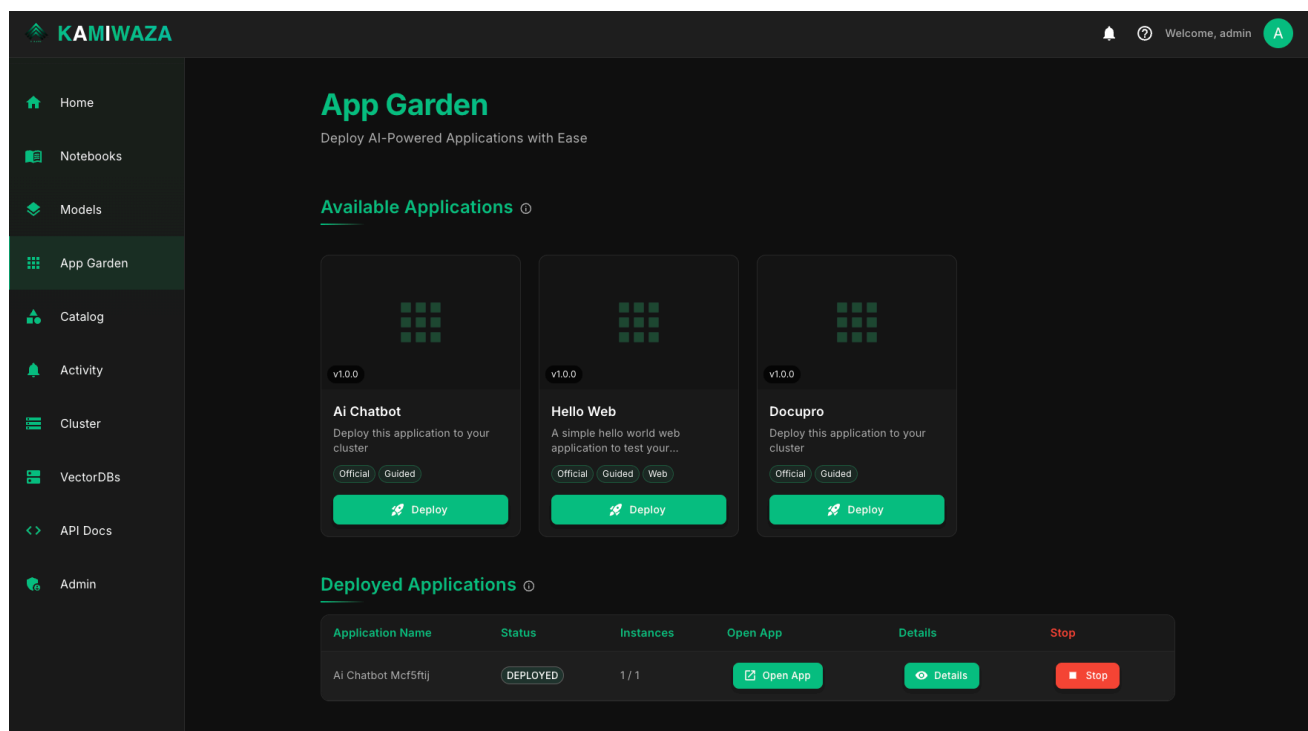 KAMIWAZA
Welcome, admin
A
Home
Notebooks
Models
App Garden
Catalog
Activity
Cluster
VectorDBs
API Docs
Admin
App Garden
Deploy AI-Powered Applications with Ease
Available Applications
v1.0.0
Ai Chatbot
Deploy this application to your
cluster
Official Guided
Deploy
v1.0.0
Hello Web
A simple hello world web
application to test your...
Official Guided Web
Deploy
v1.0.0
Docupro
Deploy this application to your
cluster
Official Guided
Deploy
Deployed Applications
Application Name Status Instances Open App Details Stop
Ai Chatbot Mcf5ftij DEPLOYED 1 / 1 Open App Details Stop